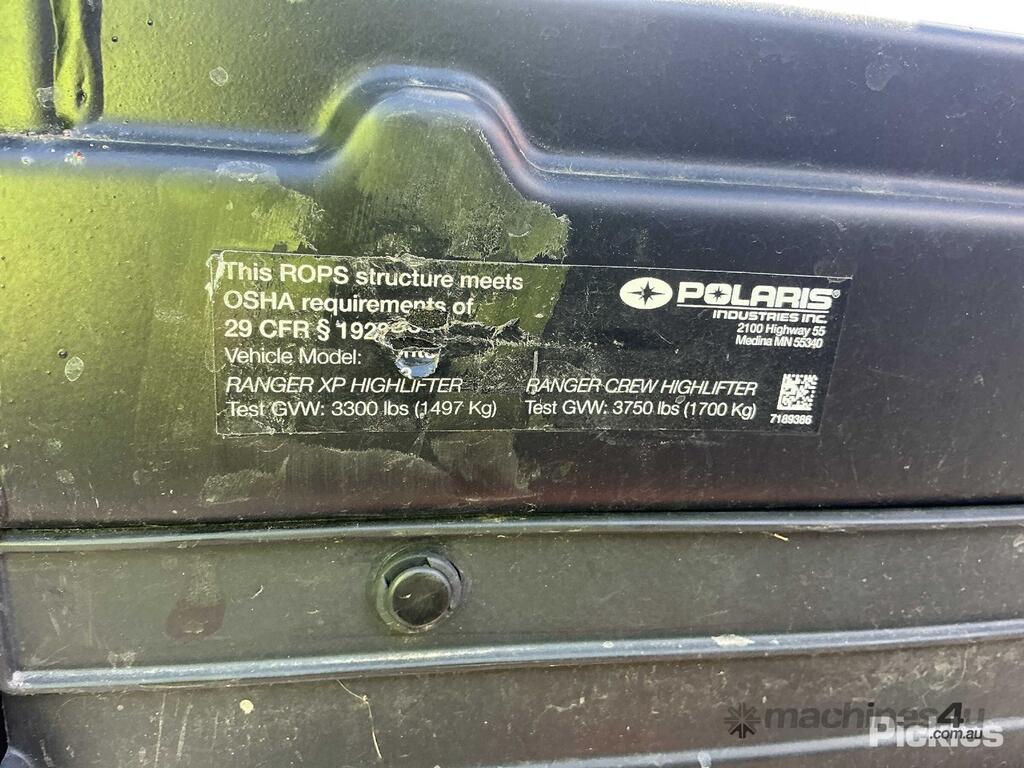 This ROPS structure meets
OSHA requirements of
29 CFR § 1928
Vehicle Model:
RANGER XP HIGHLIFTER
Test GVW: 3300 lbs (1497 Kg)
RANGER CREW HIGHLIFTER
Test GVW: 3750 lbs (1700 Kg)
POLARIS®
INDUSTRIES INC.
2100 Highway 55
Medina MN 55340
7189386
machines4u
.com.au
Pickles